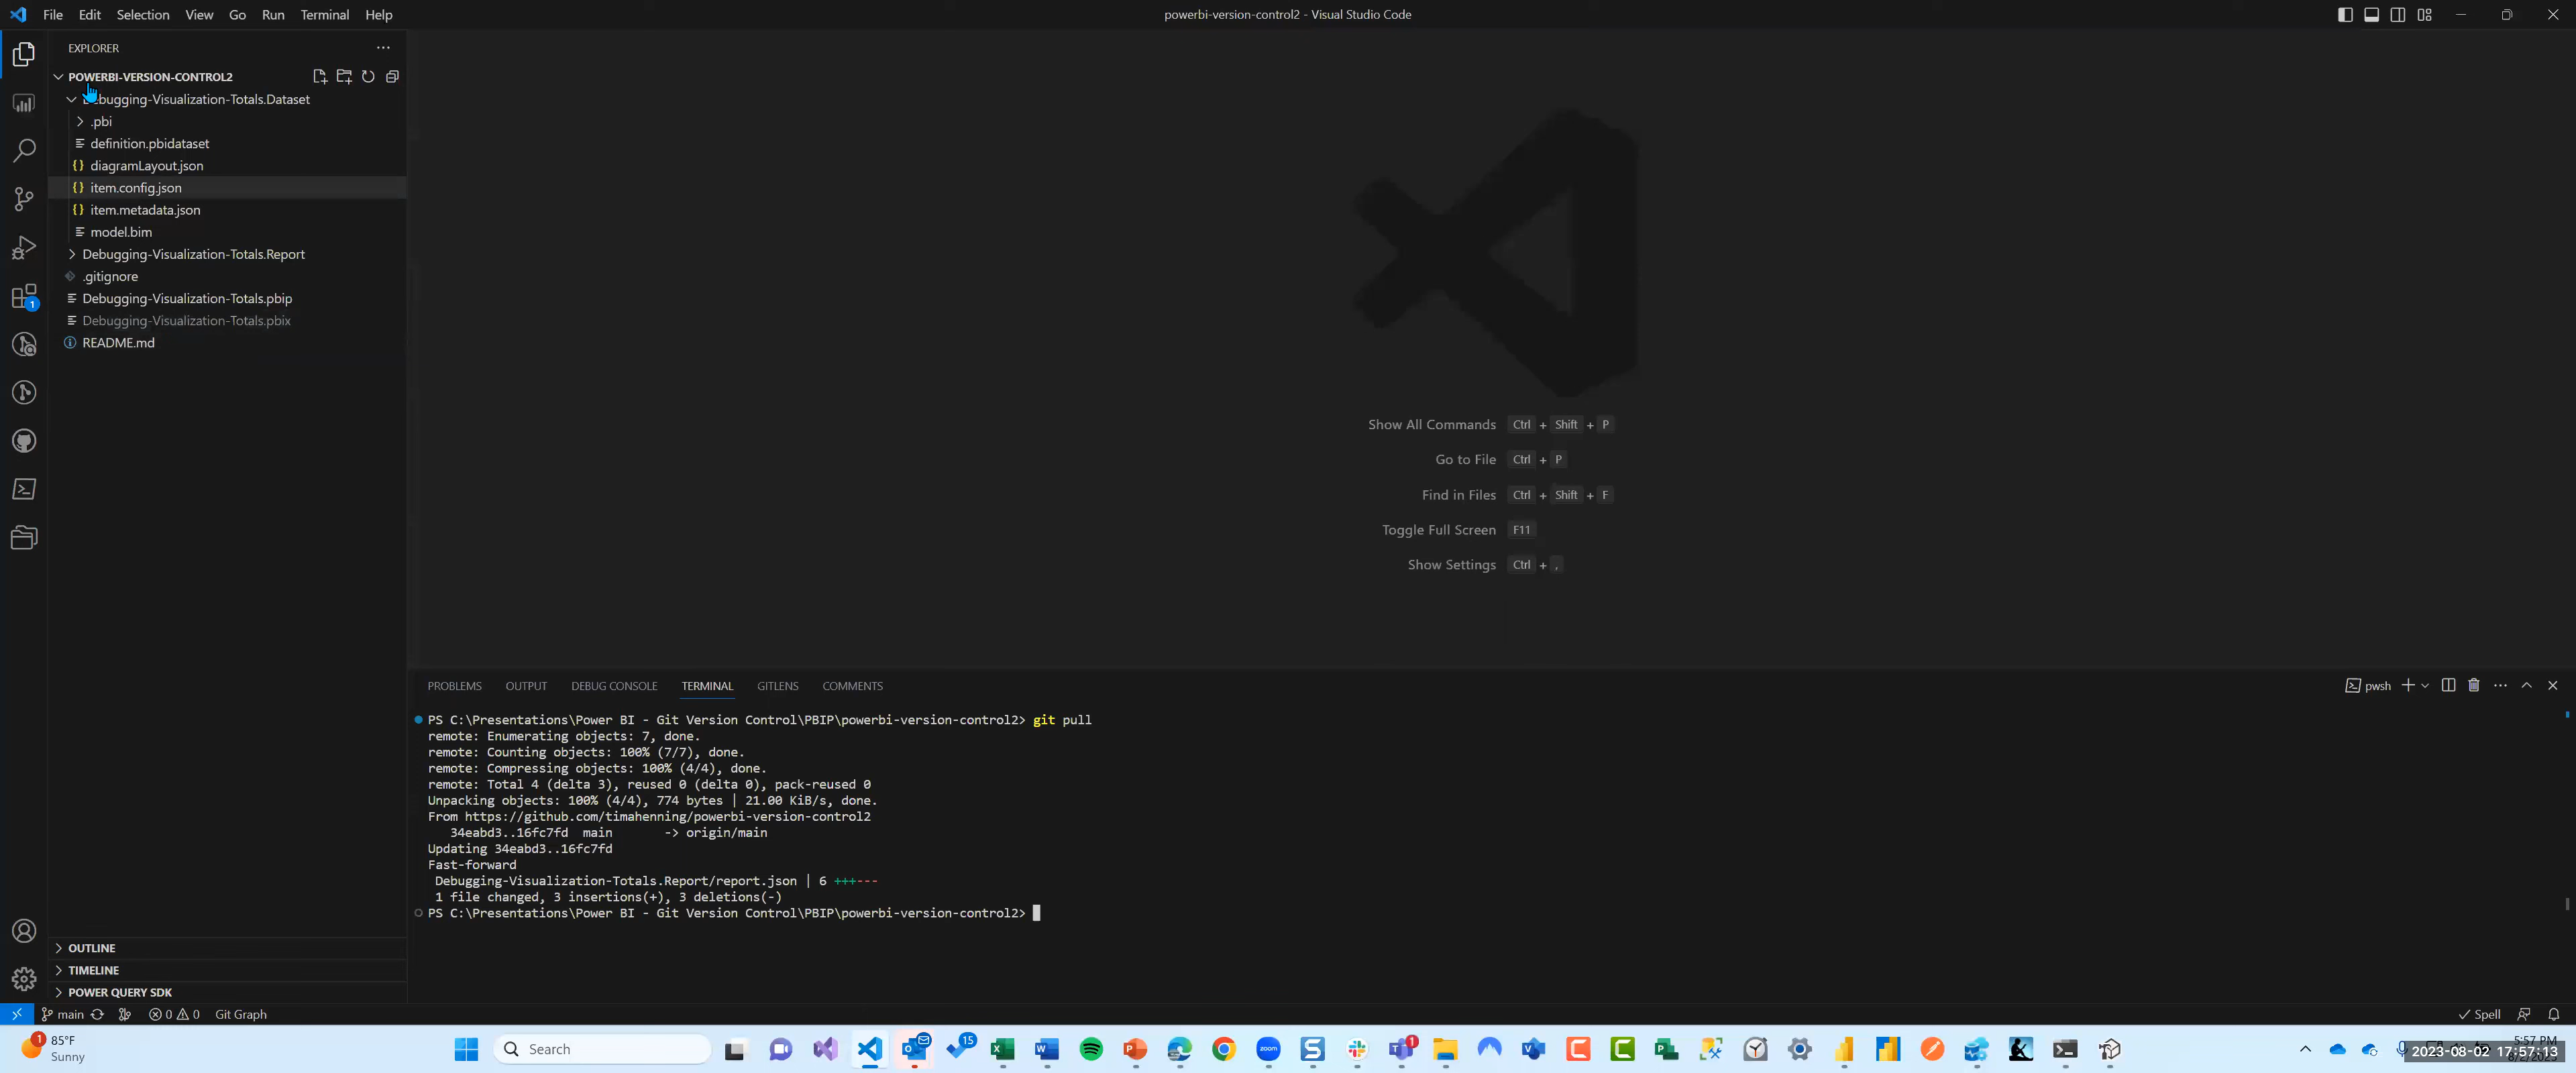 File Edit Selection View Go Run Terminal Help
powerbi-version-control2 - Visual Studio Code
EXPLORER
POWERBI-VERSION-CONTROL2
Debugging-Visualization-Totals.Dataset
.pbi
definition.pbidataset
diagramLayout.json
item.config.json
item.metadata.json
model.bim
Debugging-Visualization-Totals.Report
.gitignore
Debugging-Visualization-Totals.pbip
Debugging-Visualization-Totals.pbix
README.md
1
Show All Commands Ctrl + Shift + P
Go to File Ctrl + P
Find in Files Ctrl + Shift + F
Toggle Full Screen F11
Show Settings Ctrl + ,
PROBLEMS OUTPUT DEBUG CONSOLE TERMINAL GITLENS COMMENTS
pwsh
PS C:\Presentations\Power BI - Git Version Control\PBIP\powerbi-version-control2> git pull
remote: Enumerating objects: 7, done.
remote: Counting objects: 100% (7/7), done.
remote: Compressing objects: 100% (4/4), done.
remote: Total 4 (delta 3), reused 0 (delta 0), pack-reused 0
Unpacking objects: 100% (4/4), 774 bytes | 21.00 KiB/s, done.
From https://github.com/timahenning/powerbi-version-control2
34eabd3..16fc7fd main -> origin/main
Updating 34eabd3..16fc7fd
Fast-forward
Debugging-Visualization-Totals.Report/report.json | 6 +++---
1 file changed, 3 insertions(+), 3 deletions(-)
PS C:\Presentations\Power BI - Git Version Control\PBIP\powerbi-version-control2>
OUTLINE
TIMELINE
POWER QUERY SDK
main 0 0 Git Graph
Spell
1
85°F
Sunny
Search
15
1
5:57 PM
2023-08-02 17:57:13